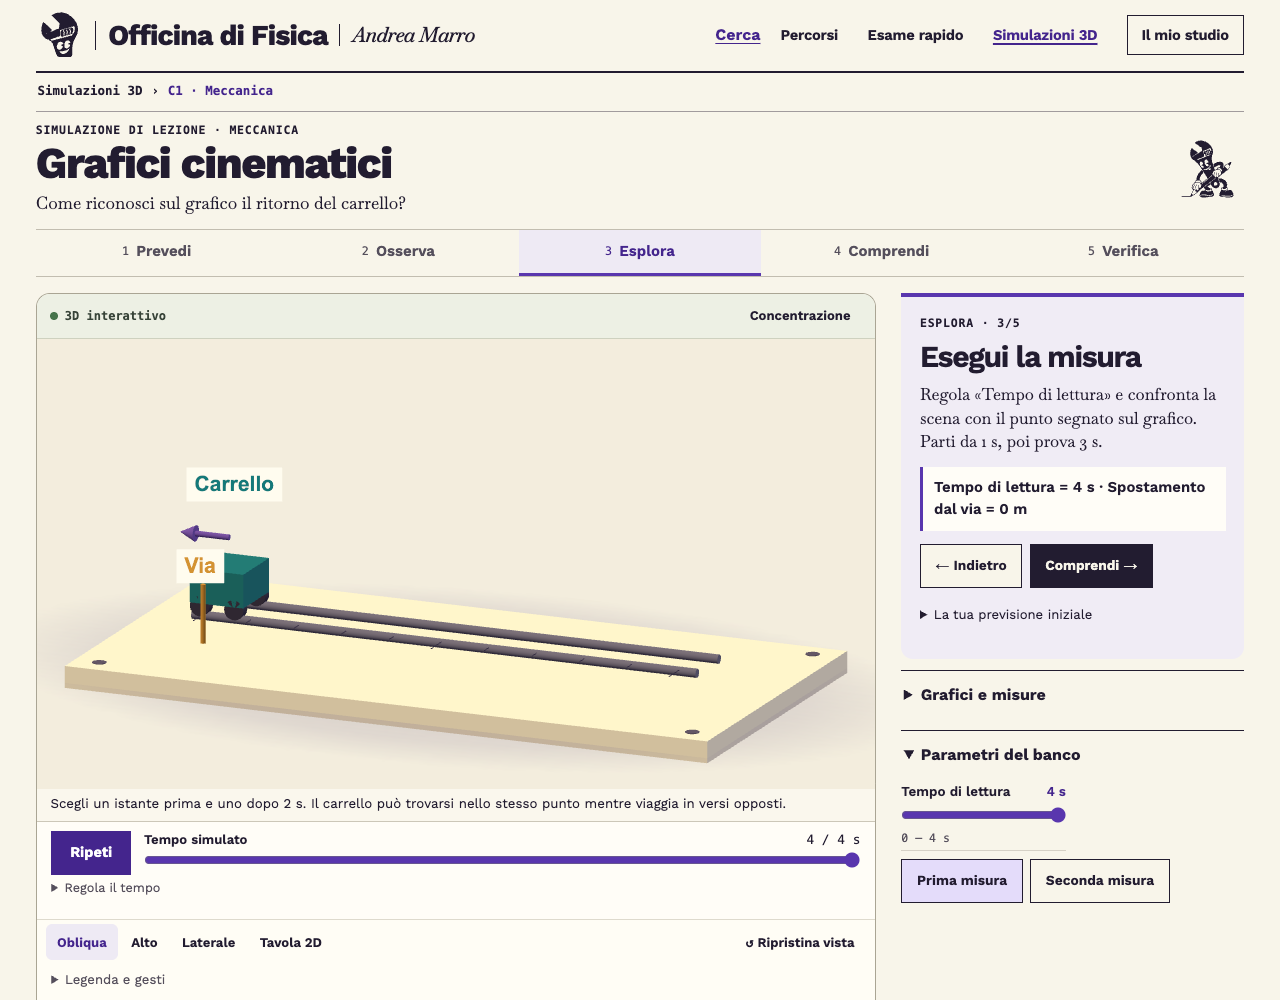 Officina di Fisica
Andrea Marro
Cerca
Percorsi
Esame rapido
Simulazioni 3D
Il mio studio
Simulazioni 3D › C1 · Meccanica
SIMULAZIONE DI LEZIONE · MECCANICA
Grafici cinematici
Come riconosci sul grafico il ritorno del carrello?
1 Prevedi
2 Osserva
3 Esplora
4 Comprendi
5 Verifica
3D interattivo
Concentrazione
Carrello
Via
Scegli un istante prima e uno dopo 2 s. Il carrello può trovarsi nello stesso punto mentre viaggia in versi opposti.
Ripeti
Tempo simulato
4 / 4 s
Regola il tempo
Obliqua
Alto
Laterale
Tavola 2D
↺ Ripristina vista
Legenda e gesti
ESPLORA · 3/5
Esegui la misura
Regola «Tempo di lettura» e confronta la
scena con il punto segnato sul grafico.
Parti da 1 s, poi prova 3 s.
Tempo di lettura = 4 s · Spostamento
dal via = 0 m
← Indietro
Comprendi →
La tua previsione iniziale
Grafici e misure
Parametri del banco
Tempo di lettura
4 s
0 — 4 s
Prima misura
Seconda misura